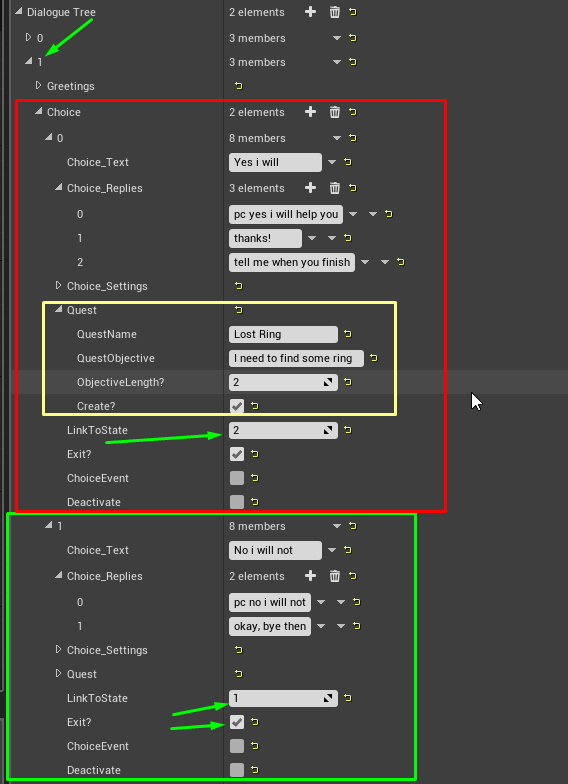 Dialogue Tree 2 elements
0 3 members
1 3 members
Greetings
Choice 2 elements
0 8 members
Choice_Text Yes i will
Choice_Replies 3 elements
0 pc yes i will help you
1 thanks!
2 tell me when you finish
Choice_Settings
Quest
QuestName Lost Ring
QuestObjective I need to find some ring
ObjectiveLength? 2
Create?
LinkToState 2
Exit?
ChoiceEvent
Deactivate
1 8 members
Choice_Text No i will not
Choice_Replies 2 elements
0 pc no i will not
1 okay, bye then
Choice_Settings
Quest
LinkToState 1
Exit?
ChoiceEvent
Deactivate